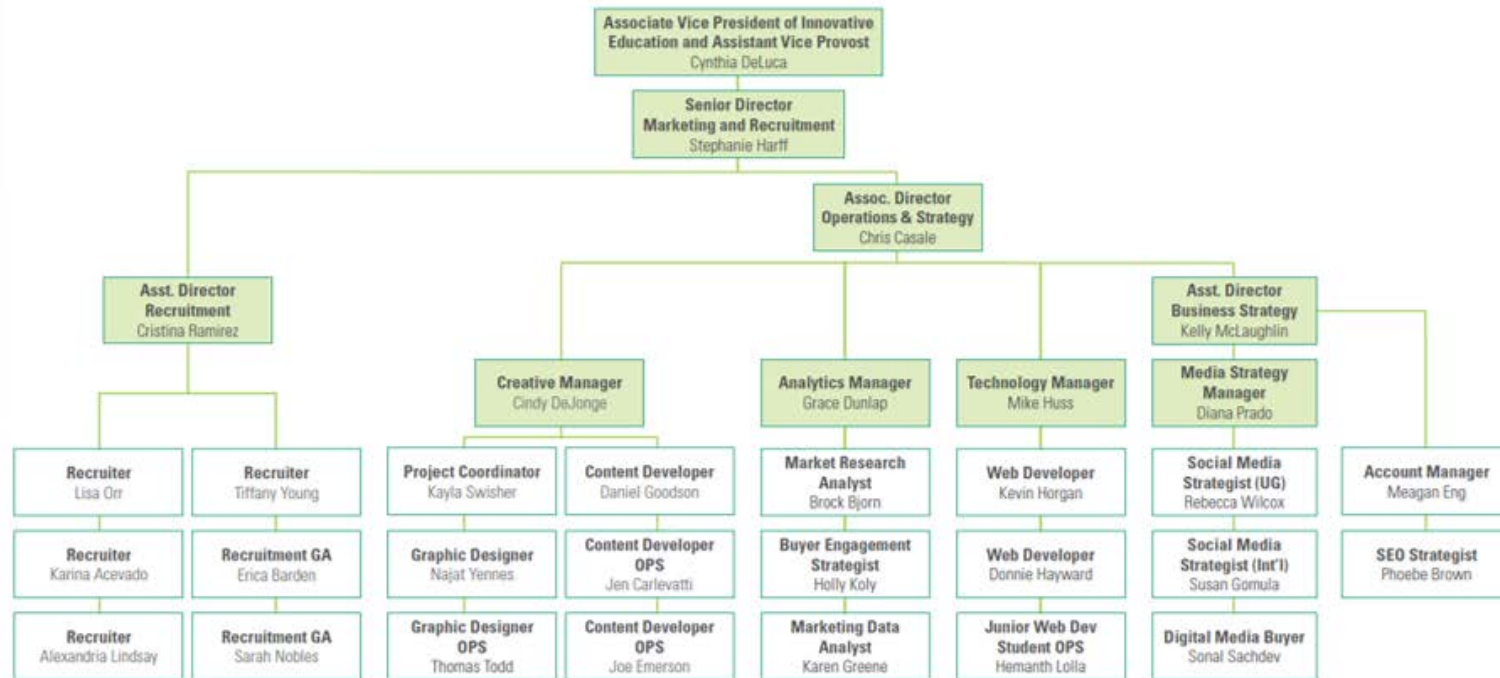 Associate Vice President of Innovative
Education and Assistant Vice Provost
Cynthia DeLuca
Senior Director
Marketing and Recruitment
Stephanie Harff
Assoc. Director
Operations & Strategy
Chris Casale
Asst. Director
Recruitment
Cristina Ramirez
Asst. Director
Business Strategy
Kelly McLaughlin
Creative Manager
Cindy DeJonge
Analytics Manager
Grace Dunlap
Technology Manager
Mike Huss
Media Strategy
Manager
Diana Prado
Recruiter
Lisa Orr
Recruiter
Tiffany Young
Project Coordinator
Kayla Swisher
Content Developer
Daniel Goodson
Market Research
Analyst
Brock Bjorn
Web Developer
Kevin Horgan
Social Media
Strategist (UG)
Rebecca Wilcox
Account Manager
Meagan Eng
Recruiter
Karina Acevado
Recruitment GA
Erica Barden
Graphic Designer
Najat Yennes
Content Developer
OPS
Jen Carlevatti
Buyer Engagement
Strategist
Holly Koly
Web Developer
Donnie Hayward
Social Media
Strategist (Int'l)
Susan Gomula
SEO Strategist
Phoebe Brown
Recruiter
Alexandria Lindsay
Recruitment GA
Sarah Nobles
Graphic Designer
OPS
Thomas Todd
Content Developer
OPS
Joe Emerson
Marketing Data
Analyst
Karen Greene
Junior Web Dev
Student OPS
Hemanth Lolla
Digital Media Buyer
Sonal Sachdev